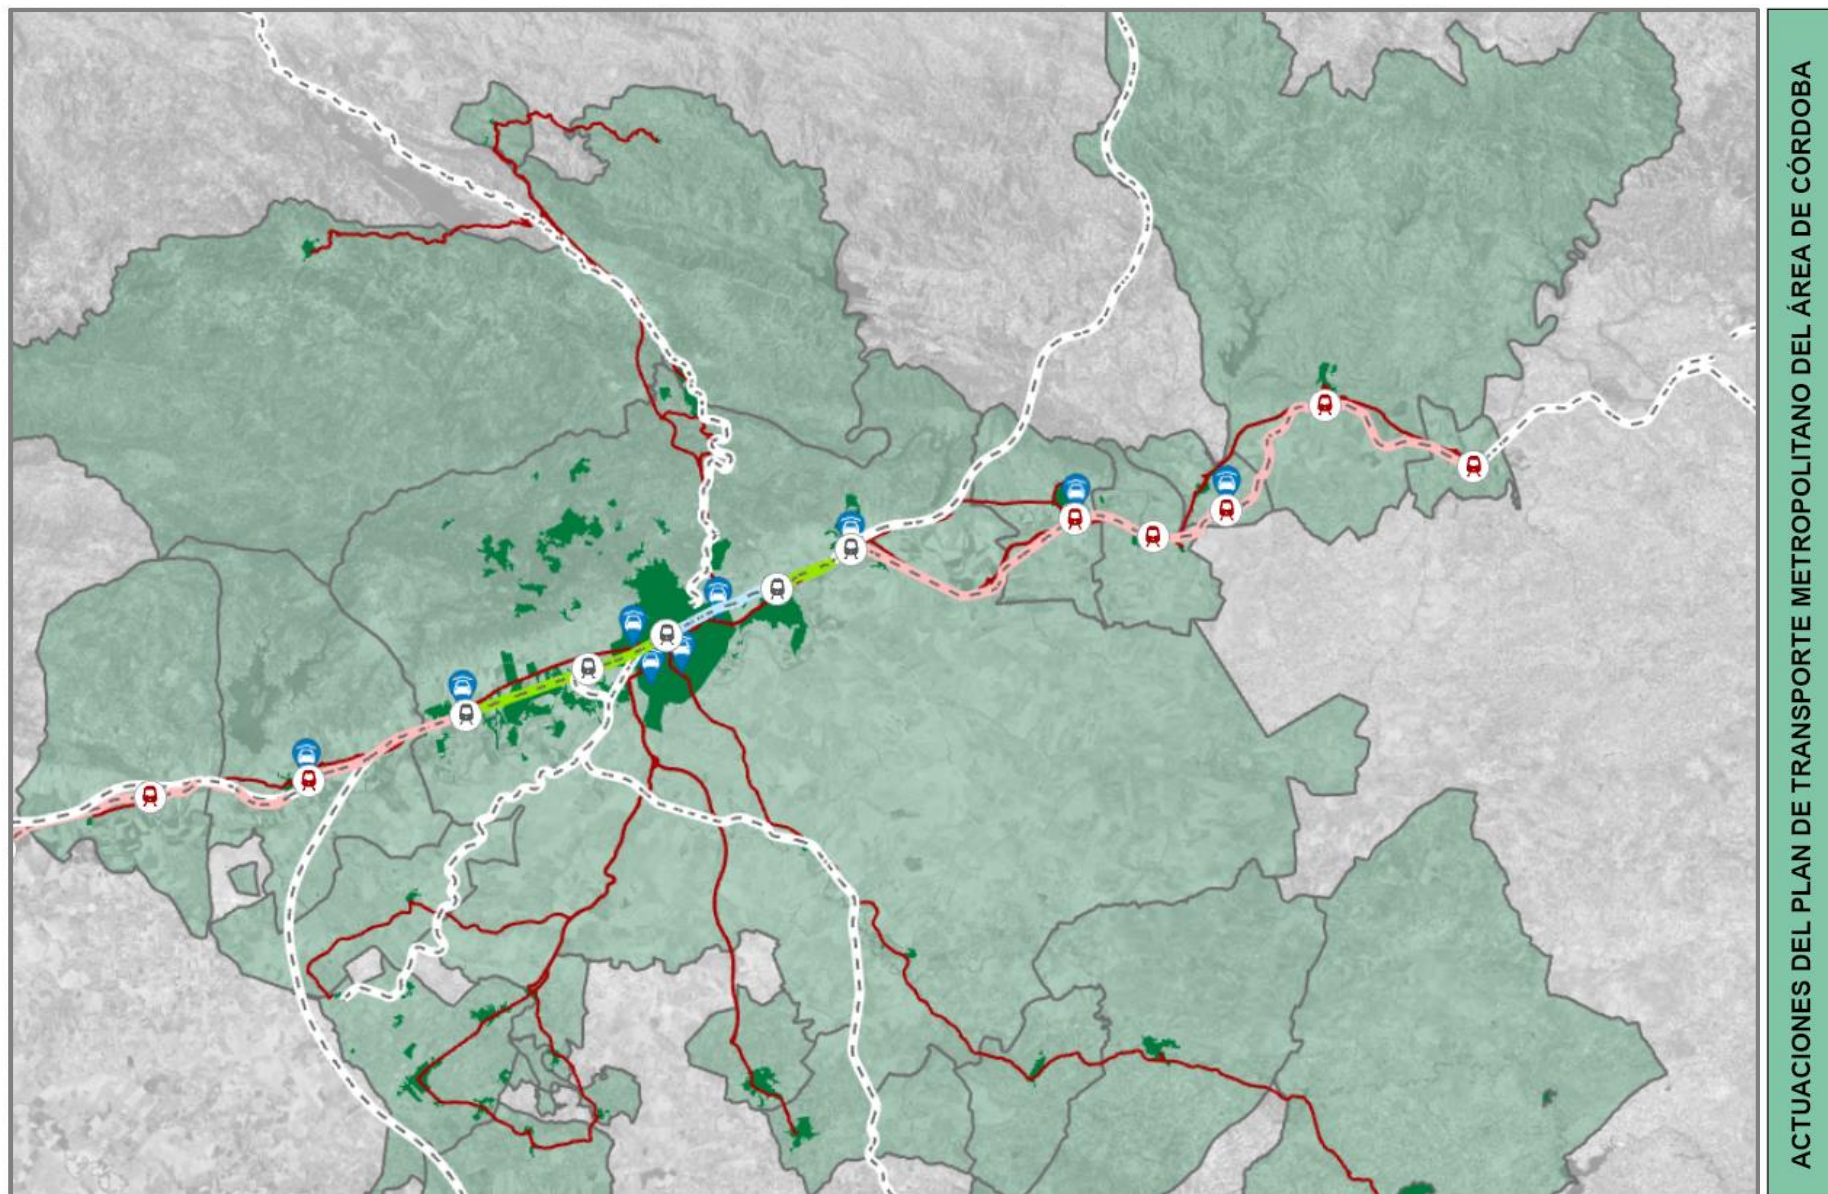 ACTUACIONES DEL PLAN DE TRANSPORTE METROPOLITANO DEL ÁREA DE CÓRDOBA